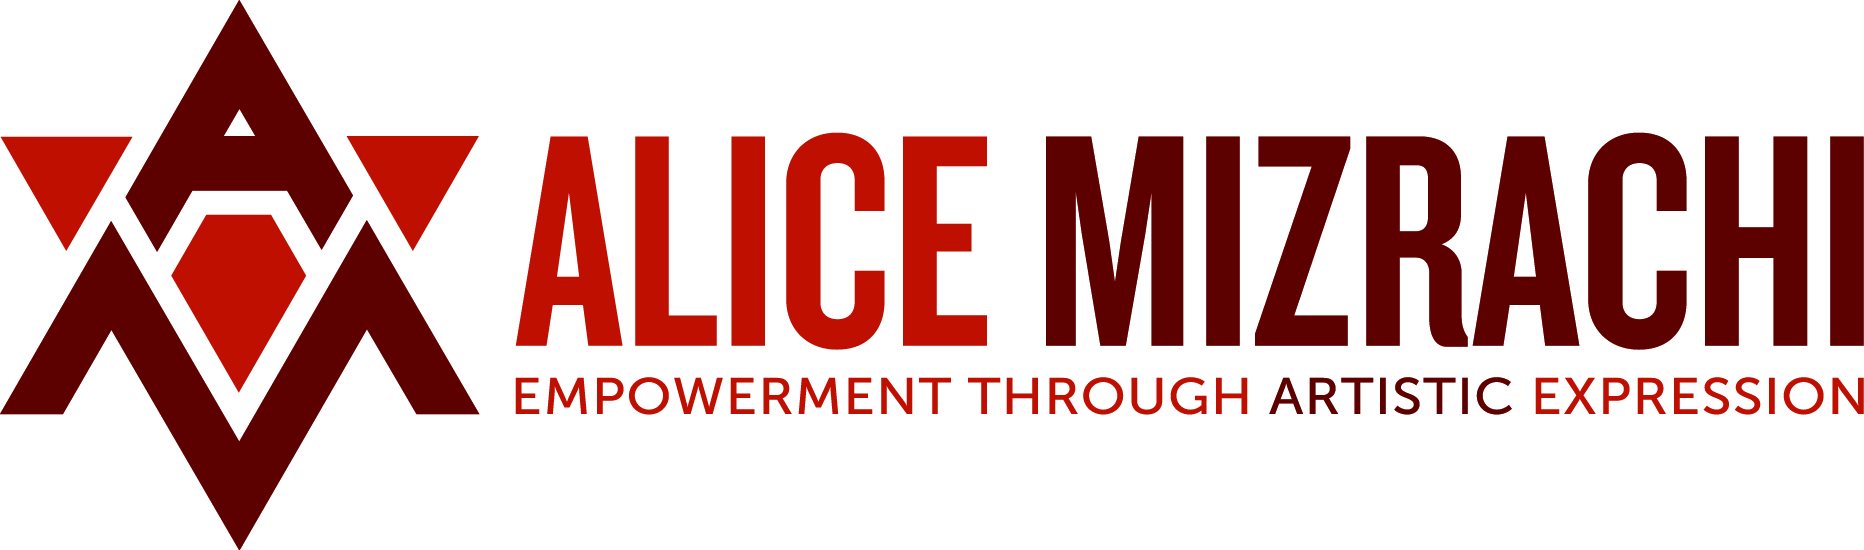 ALICE MIZRACHI
EMPOWERMENT THROUGH ARTISTIC EXPRESSION